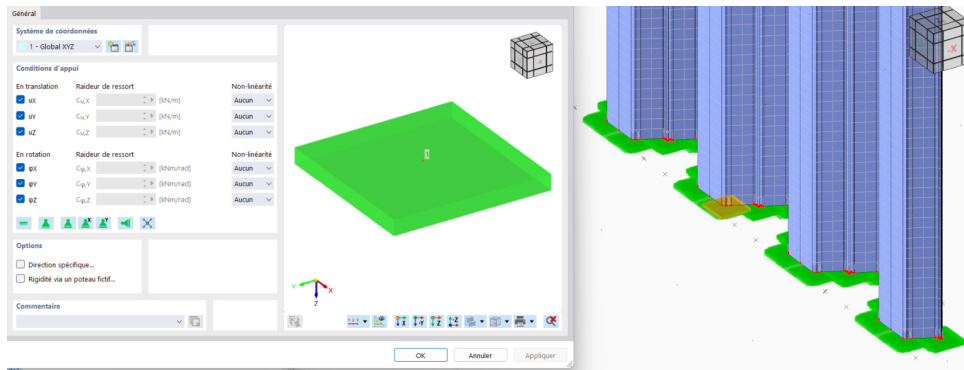 Général
Système de coordonnées
1 - Global XYZ
Conditions d'appui
En translation Raideur de ressort Non-linéarité
uX Cu,X [kN/m] Aucun
uY Cu,Y [kN/m] Aucun
uZ Cu,Z [kN/m] Aucun
En rotation Raideur de ressort Non-linéarité
φX Cφ,X [kNm/rad] Aucun
φY Cφ,Y [kNm/rad] Aucun
φZ Cφ,Z [kNm/rad] Aucun
Options
Direction spécifique...
Rigidité via un poteau fictif...
Commentaire
1
Y X
Z
OK Annuler Appliquer